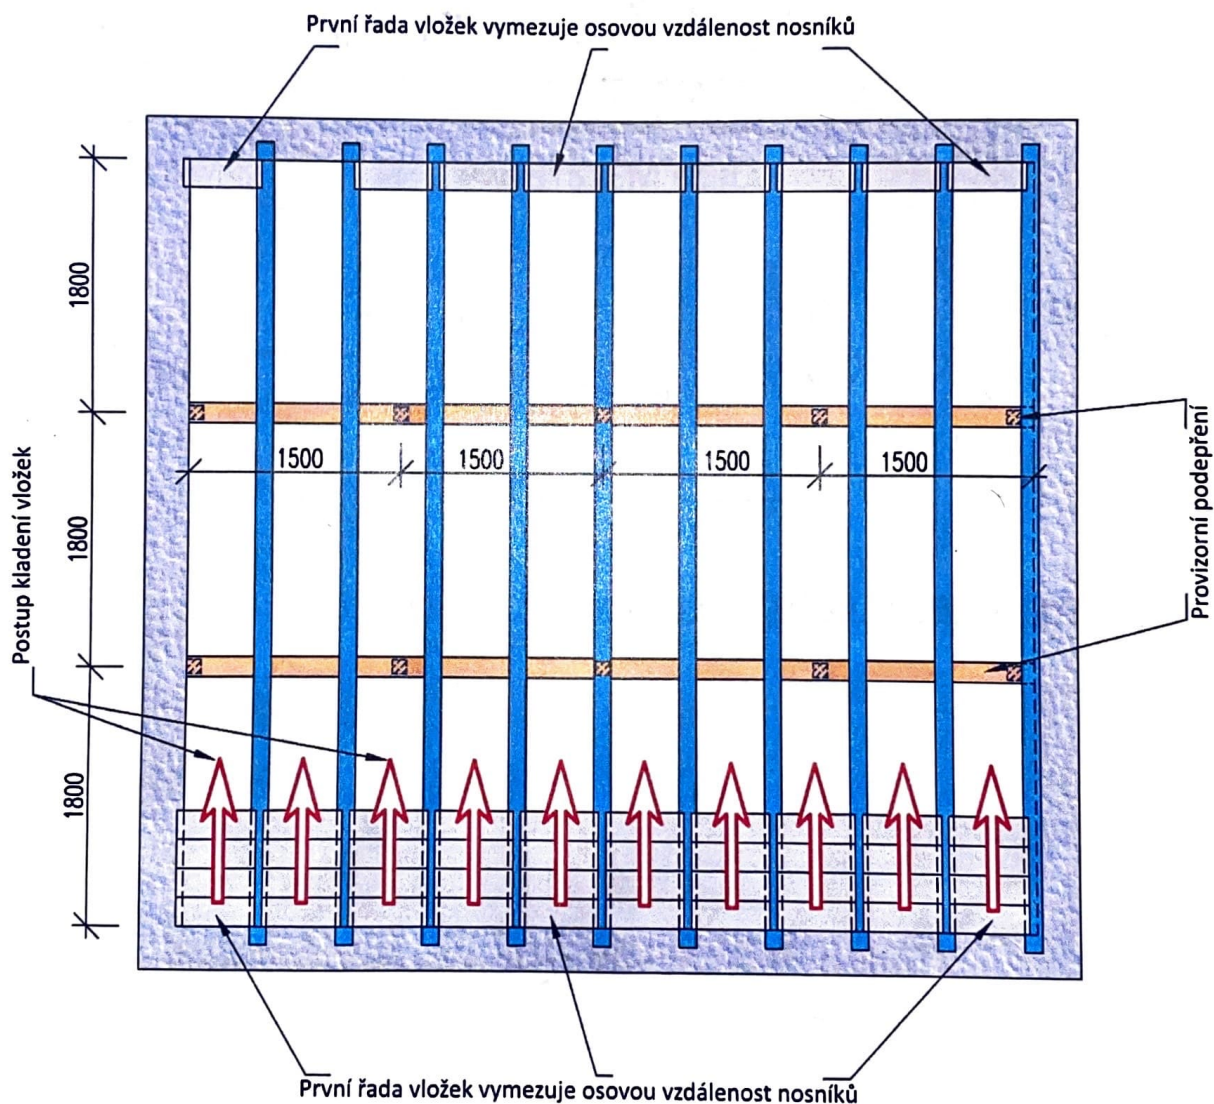 První řada vložek vymezuje osovou vzdálenost nosníků
1800
1500
1500
1500
1500
Provizorní podepření
Postup kladení vložek
1800
1800
První řada vložek vymezuje osovou vzdálenost nosníků